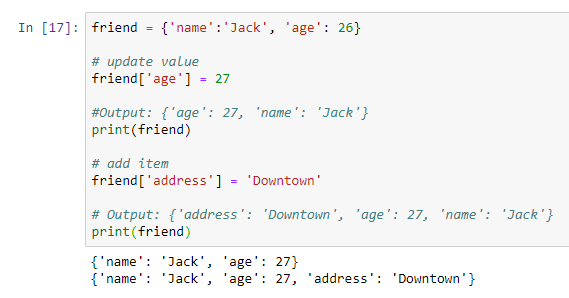 In [17]: friend = {'name':'Jack', 'age': 26}
# update value
friend['age'] = 27
#Output: {'age': 27, 'name': 'Jack'}
print(friend)
# add item
friend['address'] = 'Downtown'
# Output: {'address': 'Downtown', 'age': 27, 'name': 'Jack'}
print(friend)
{'name': 'Jack', 'age': 27}
{'name': 'Jack', 'age': 27, 'address': 'Downtown'}